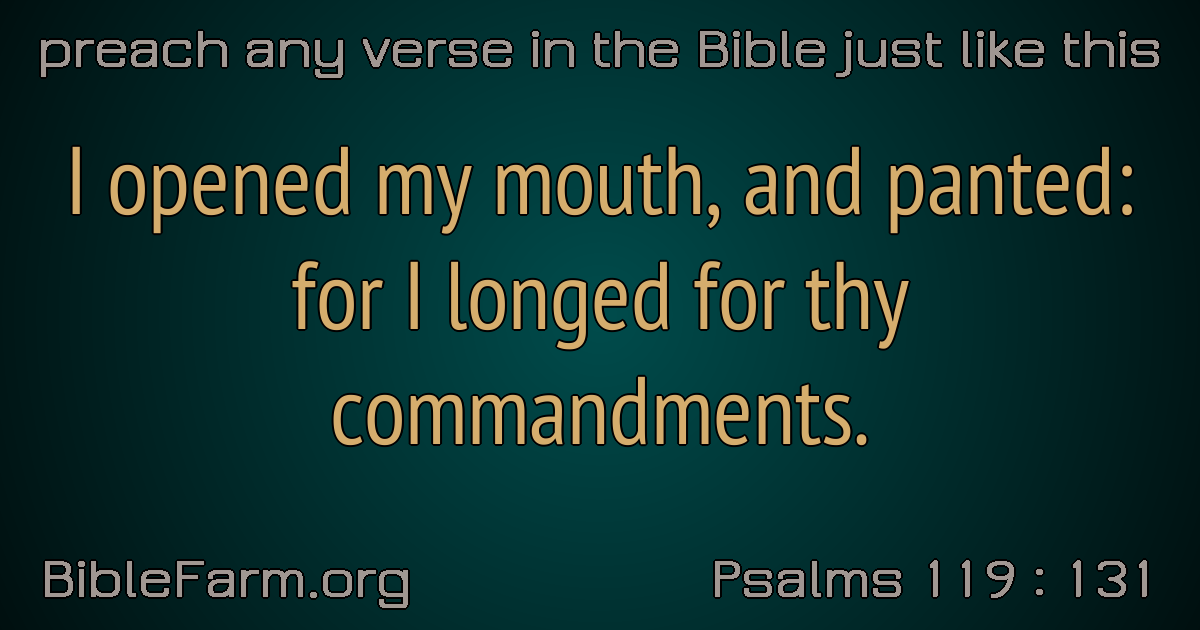 preach any verse in the Bible just like this
I opened my mouth, and panted:
for I longed for thy
commandments.
BibleFarm.org
Psalms 119 : 131